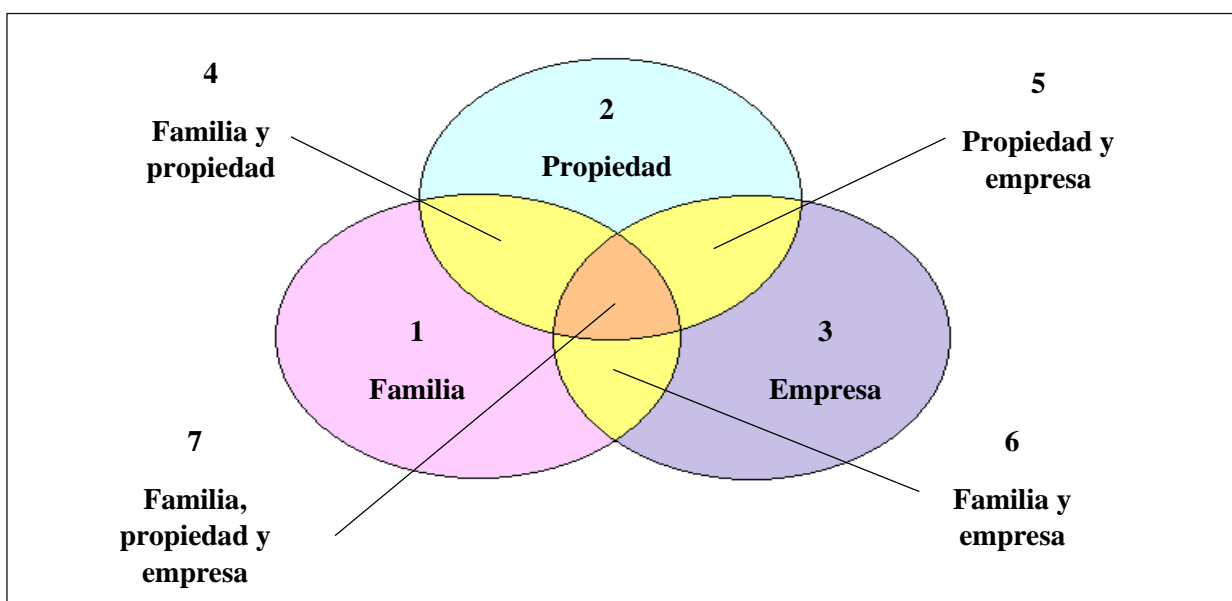 4
Familia y
propiedad
2
Propiedad
5
Propiedad y
empresa
1
Familia
3
Empresa
7
Familia,
propiedad y
empresa
6
Familia y
empresa